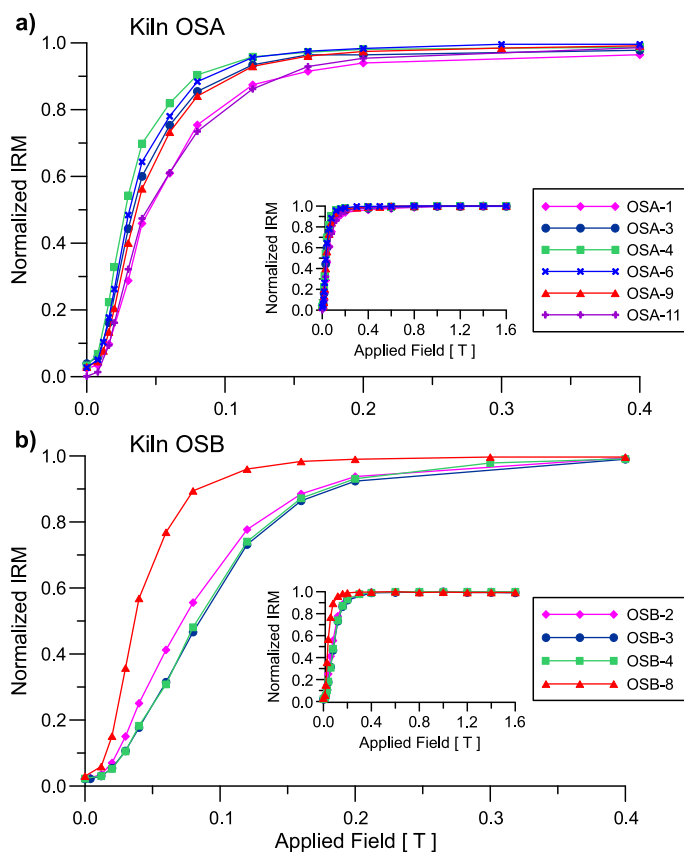 a)
Kiln OSA
1.0
0.8
0.6
0.4
0.2
0.0
Normalized IRM
0.0 0.1 0.2 0.3 0.4
1.0
0.8
0.6
0.4
0.2
0.0
Normalized IRM
0.0 0.4 0.8 1.2 1.6
Applied Field [ T ]
OSA-1
OSA-3
OSA-4
OSA-6
OSA-9
OSA-11
b)
Kiln OSB
1.0
0.8
0.6
0.4
0.2
0.0
Normalized IRM
0.0 0.1 0.2 0.3 0.4
Applied Field [ T ]
1.0
0.8
0.6
0.4
0.2
0.0
Normalized IRM
0.0 0.4 0.8 1.2 1.6
Applied Field [ T ]
OSB-2
OSB-3
OSB-4
OSB-8